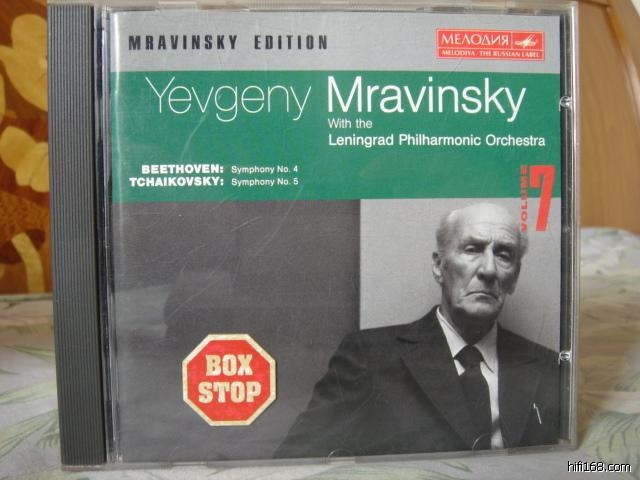 MRAVINSKY EDITION
МЕЛОДИЯ
MELODIYA · THE RUSSIAN LABEL
Yevgeny Mravinsky
With the
Leningrad Philharmonic Orchestra
BEETHOVEN: Symphony No. 4
TCHAIKOVSKY: Symphony No. 5
VOLUME 7
BOX
STOP
hifi168.com